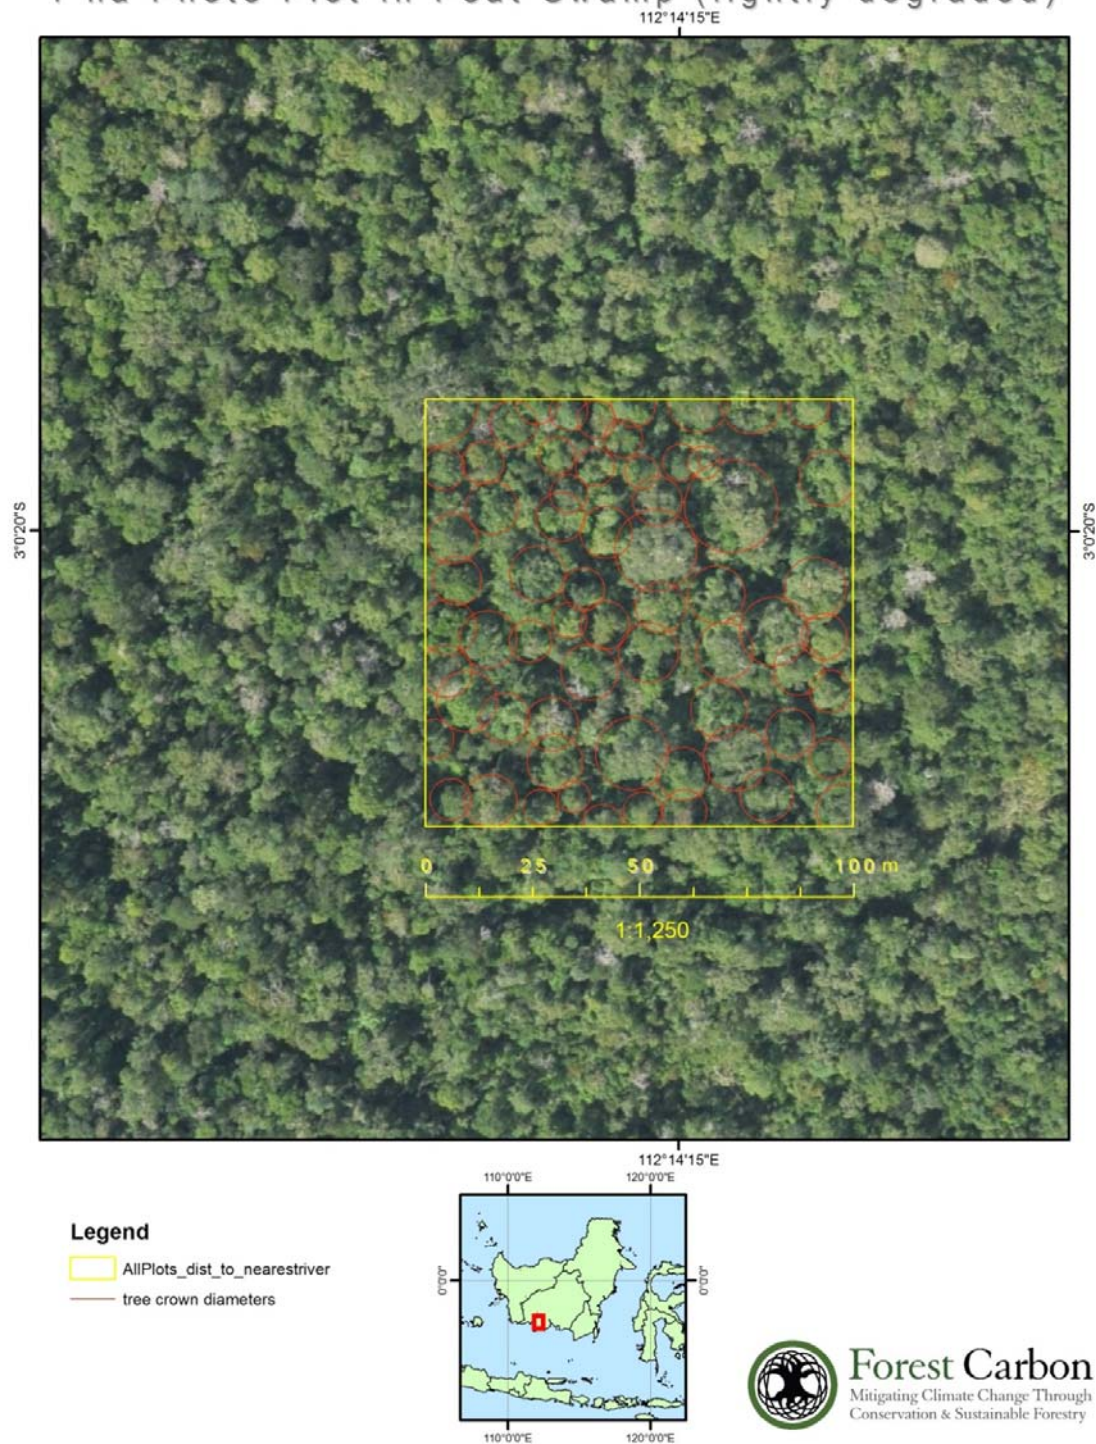 112°14'15"E
3°0'20"S
3°0'20"S
0 25 50 100 m
1:1,250
112°14'15"E
Legend
AllPlots_dist_to_nearestriver
tree crown diameters
110°0'0"E 120°0'0"E
0°0'0"
0°0'0"
110°0'0"E 120°0'0"E
Forest Carbon
Mitigating Climate Change Through
Conservation & Sustainable Forestry